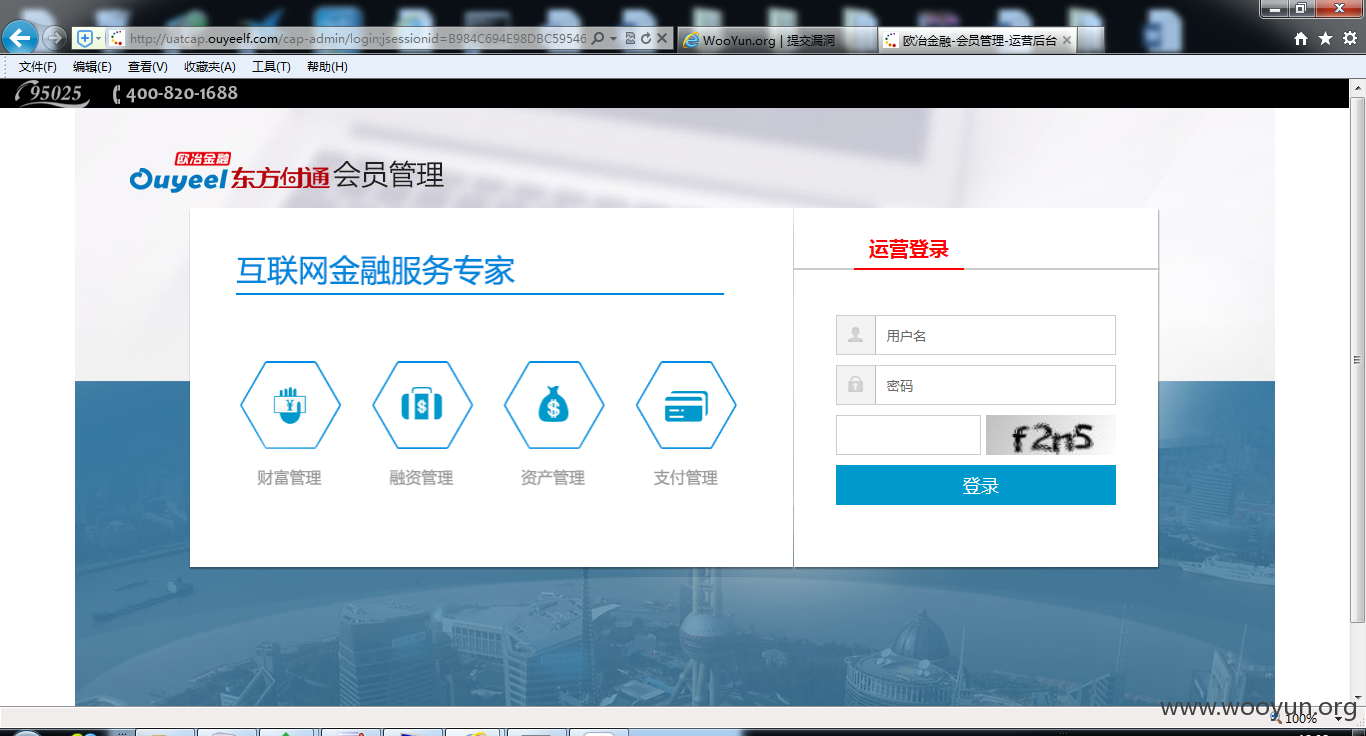 http://uatcap.ouyeelf.com/cap-admin/login;jsessionid=B984C694E98DBC59546
WooYun.org | 提交漏洞
欧冶金融-会员管理-运营后台
文件(F) 编辑(E) 查看(V) 收藏夹(A) 工具(T) 帮助(H)
95025 400-820-1688
欧冶金融
Ouyeel 东方付通 会员管理
互联网金融服务专家
运营登录
用户名
密码
f2n5
登录
财富管理 融资管理 资产管理 支付管理
www.wooyun.org
100%